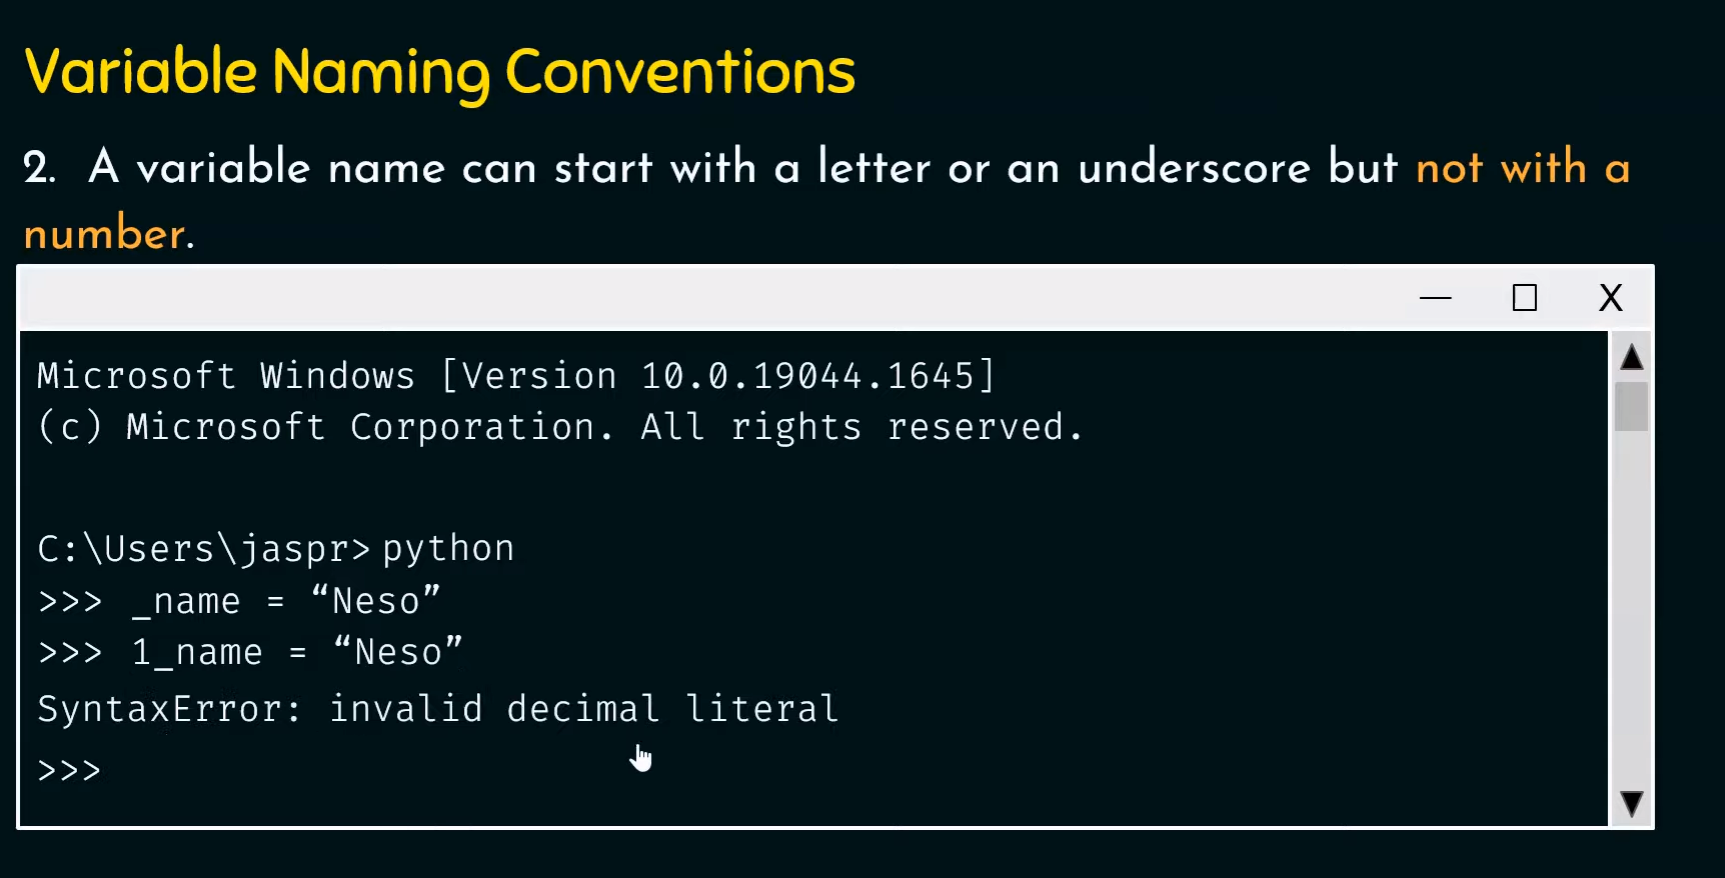 Variable Naming Conventions
2. A variable name can start with a letter or an underscore but not with a
number.
X
Microsoft Windows [Version 10.0.19044.1645]
(c) Microsoft Corporation. All rights reserved.
C:\Users\jaspr> python
>>> _name = “Neso”
>>> 1_name = “Neso”
SyntaxError: invalid decimal literal
>>>